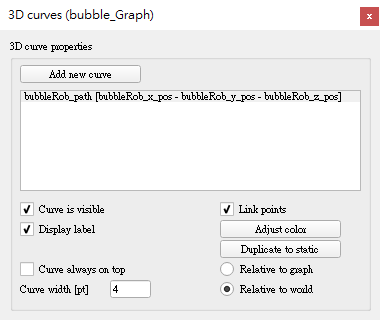 3D curves (bubble_Graph)
x
3D curve properties
Add new curve
bubbleRob_path [bubbleRob_x_pos - bubbleRob_y_pos - bubbleRob_z_pos]
Curve is visible
Link points
Display label
Adjust color
Duplicate to static
Curve always on top
Relative to graph
Curve width [pt] 4
Relative to world